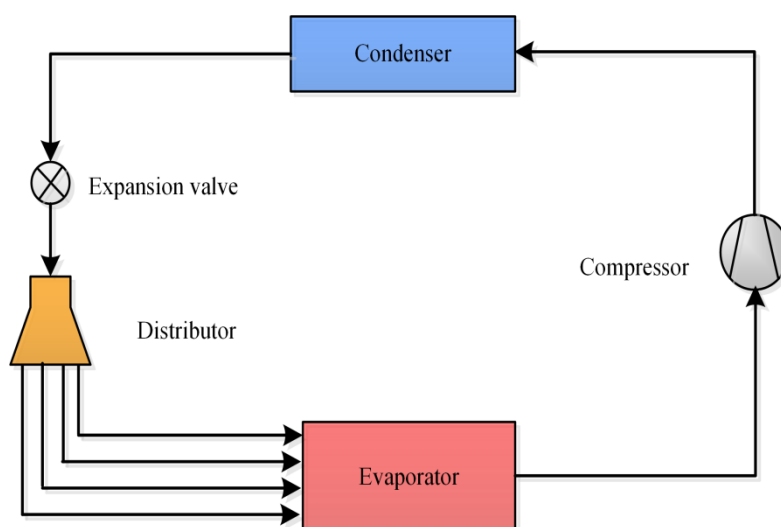 Condenser
Expansion valve
Compressor
Distributor
Evaporator